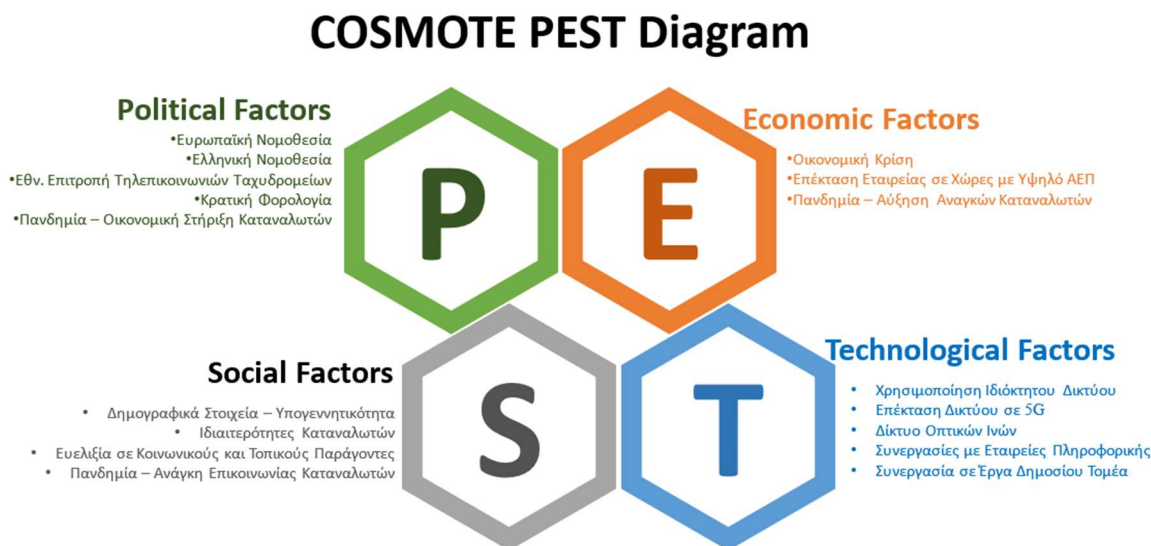 COSMOTE PEST Diagram
Political Factors
•Ευρωπαϊκή Νομοθεσία
•Ελληνική Νομοθεσία
•Εθν. Επιτροπή Τηλεπικοινωνιών Ταχυδρομείων
•Κρατική Φορολογία
•Πανδημία – Οικονομική Στήριξη Καταναλωτών
P
E
Economic Factors
•Οικονομική Κρίση
•Επέκταση Εταιρείας σε Χώρες με Υψηλό ΑΕΠ
•Πανδημία – Αύξηση Αναγκών Καταναλωτών
Social Factors
• Δημογραφικά Στοιχεία – Υπογεννητικότητα
• Ιδιαιτερότητες Καταναλωτών
• Ευελιξία σε Κοινωνικούς και Τοπικούς Παράγοντες
• Πανδημία – Ανάγκη Επικοινωνίας Καταναλωτών
S
T
Technological Factors
• Χρησιμοποίηση Ιδιόκτητου Δικτύου
• Επέκταση Δικτύου σε 5G
• Δίκτυο Οπτικών Ινών
• Συνεργασίες με Εταιρείες Πληροφορικής
• Συνεργασία σε Έργα Δημοσίου Τομέα